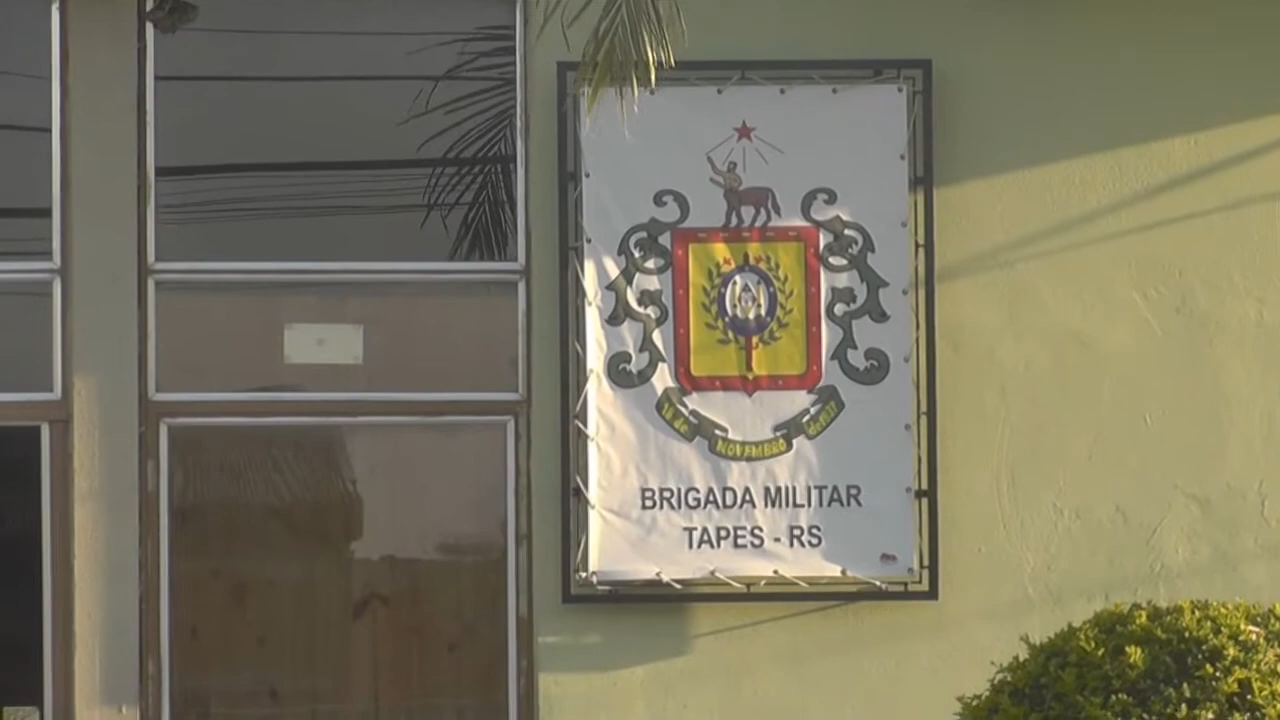 18 de
NOVEMBRO
de 1837
BRIGADA MILITAR
TAPES - RS